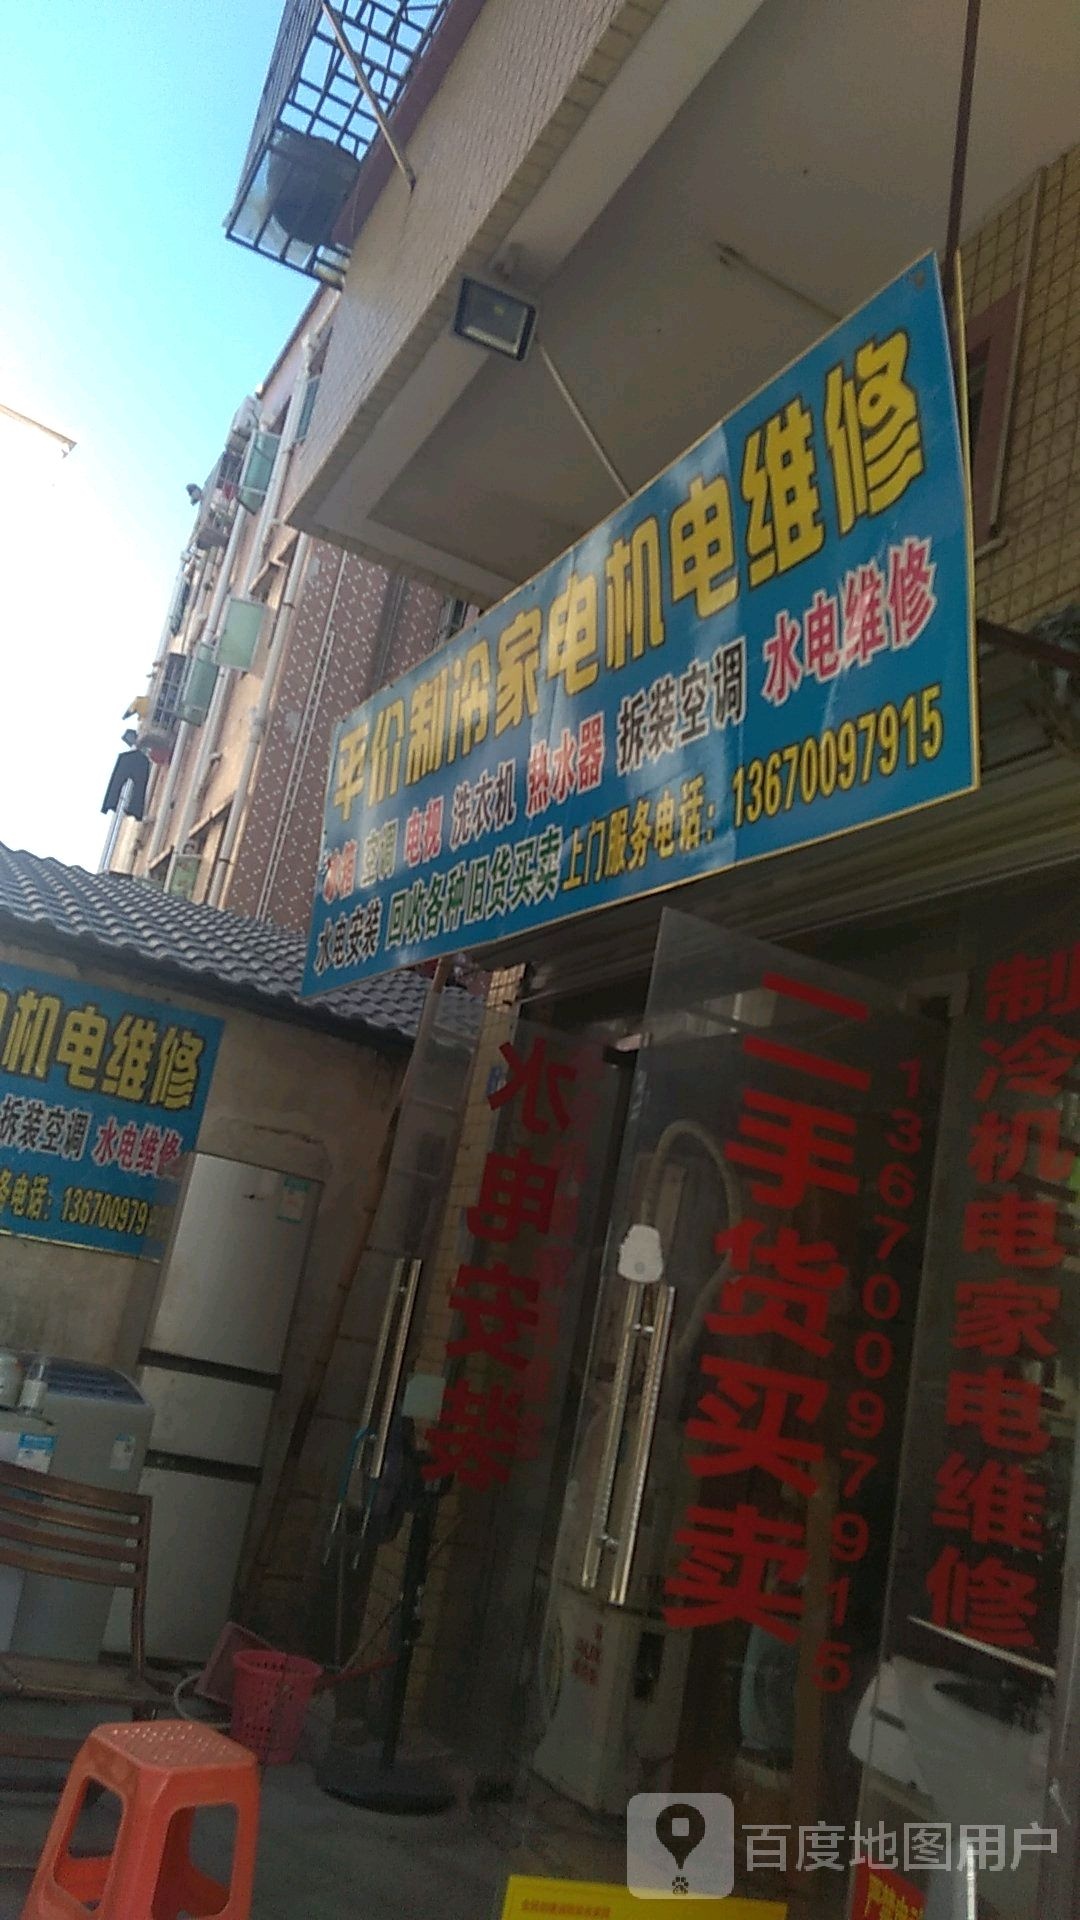 平价制冷家电机电维修
冰箱 空调 电视 洗衣机 热水器 拆装空调 水电维修
水电安装 回收各种旧货买卖 上门服务电话：13670097915
机电维修
拆装空调 水电维修
务电话：136700979
水电安装
二手货买卖
13670097915
制冷机电家电维修
百度地图用户